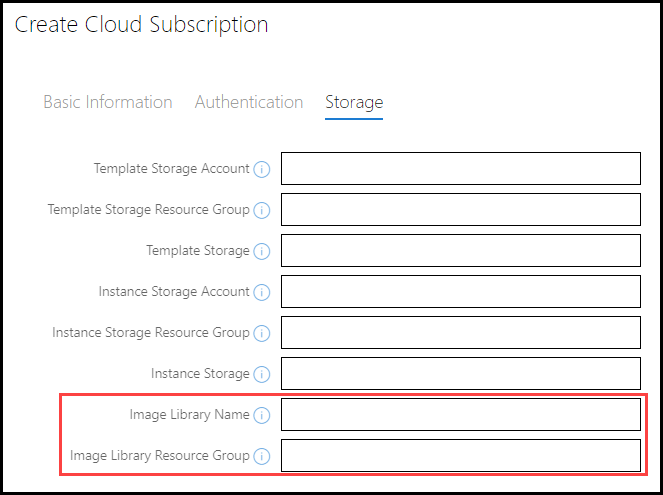 Create Cloud Subscription
Basic Information Authentication Storage
Template Storage Account
Template Storage Resource Group
Template Storage
Instance Storage Account
Instance Storage Resource Group
Instance Storage
Image Library Name
Image Library Resource Group